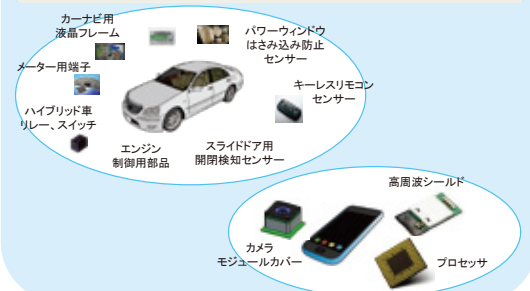 カーナビ用
液晶フレーム
パワーウィンドウ
はさみ込み防止
センサー
メーター用端子
キーレスリモコン
センサー
ハイブリッド車
リレー、スイッチ
エンジン
制御用部品
スライドドア用
開閉検知センサー
高周波シールド
カメラ
モジュールカバー
プロセッサ